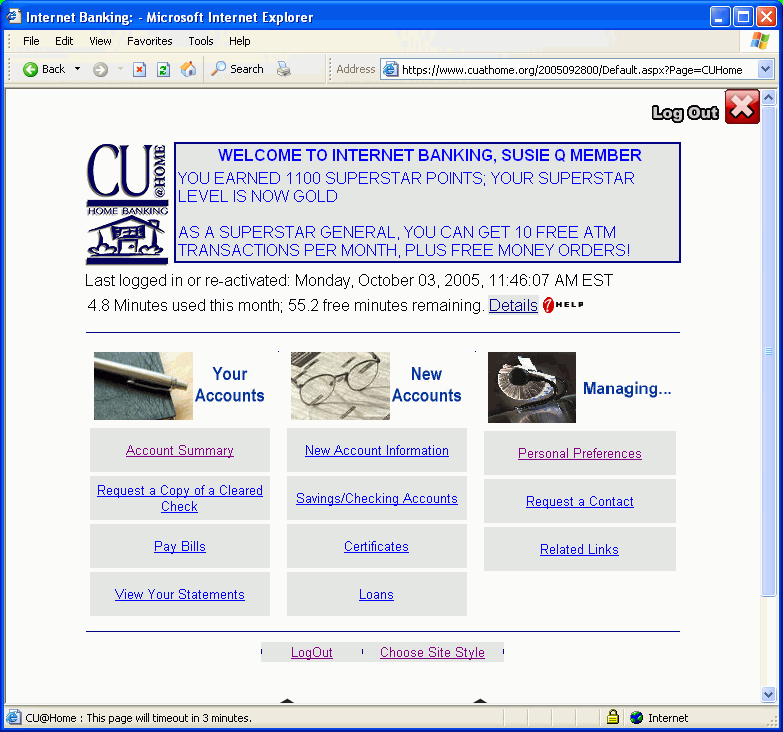 Internet Banking: - Microsoft Internet Explorer
File Edit View Favorites Tools Help
Back Search Address https://www.cuathome.org/2005092800/Default.aspx?Page=CUHome
Log Out
CU @HOME
HOME BANKING
WELCOME TO INTERNET BANKING, SUSIE Q MEMBER
YOU EARNED 1100 SUPERSTAR POINTS; YOUR SUPERSTAR
LEVEL IS NOW GOLD
AS A SUPERSTAR GENERAL, YOU CAN GET 10 FREE ATM
TRANSACTIONS PER MONTH, PLUS FREE MONEY ORDERS!
Last logged in or re-activated: Monday, October 03, 2005, 11:46:07 AM EST
4.8 Minutes used this month; 55.2 free minutes remaining. Details ? HELP
Your
Accounts
Account Summary
Request a Copy of a Cleared
Check
Pay Bills
View Your Statements
New
Accounts
New Account Information
Savings/Checking Accounts
Certificates
Loans
Managing...
Personal Preferences
Request a Contact
Related Links
LogOut Choose Site Style
CU@Home : This page will timeout in 3 minutes. Internet